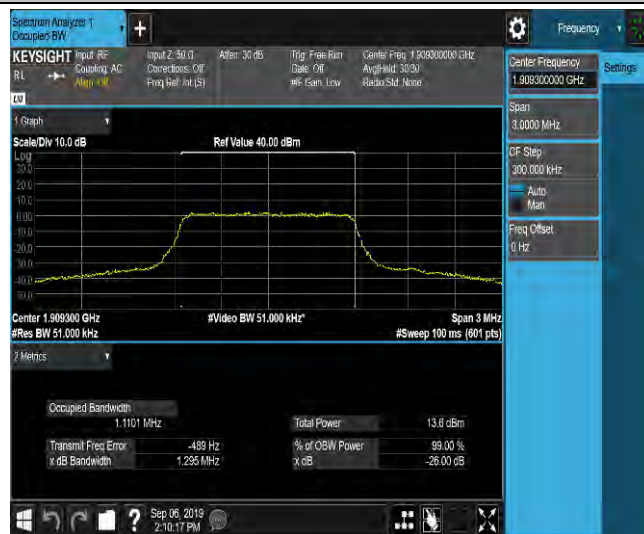 Spectrum Analyzer 1
Occupied BW
+
Frequency
KEYSIGHT
Input: RF
Coupling: AC
Align: Off
Input Z: 50 Ω
Corrections: Off
Freq Ref: Int (S)
Atten: 30 dB
Trig: Free Run
Gate: Off
#IF Gain: Low
Center Freq: 1.909300000 GHz
Avg|Hold: 30/30
Radio Std: None
RL
Center Frequency
1.909300000 GHz
Settings
Span
3.0000 MHz
CF Step
300.000 kHz
Auto
Man
Freq Offset
0 Hz
1 Graph
Scale/Div 10.0 dB
Ref Value 40.00 dBm
Log
30.0
20.0
10.0
0.00
-10.0
-20.0
-30.0
-40.0
-50.0
Center 1.909300 GHz
#Video BW 51.000 kHz*
Span 3 MHz
#Res BW 51.000 kHz
#Sweep 100 ms (601 pts)
2 Metrics
Occupied Bandwidth
1.1101 MHz
Total Power
13.6 dBm
Transmit Freq Error
-489 Hz
% of OBW Power
99.00 %
x dB Bandwidth
1.295 MHz
x dB
-26.00 dB
?
Sep 06, 2019
2:10:17 PM